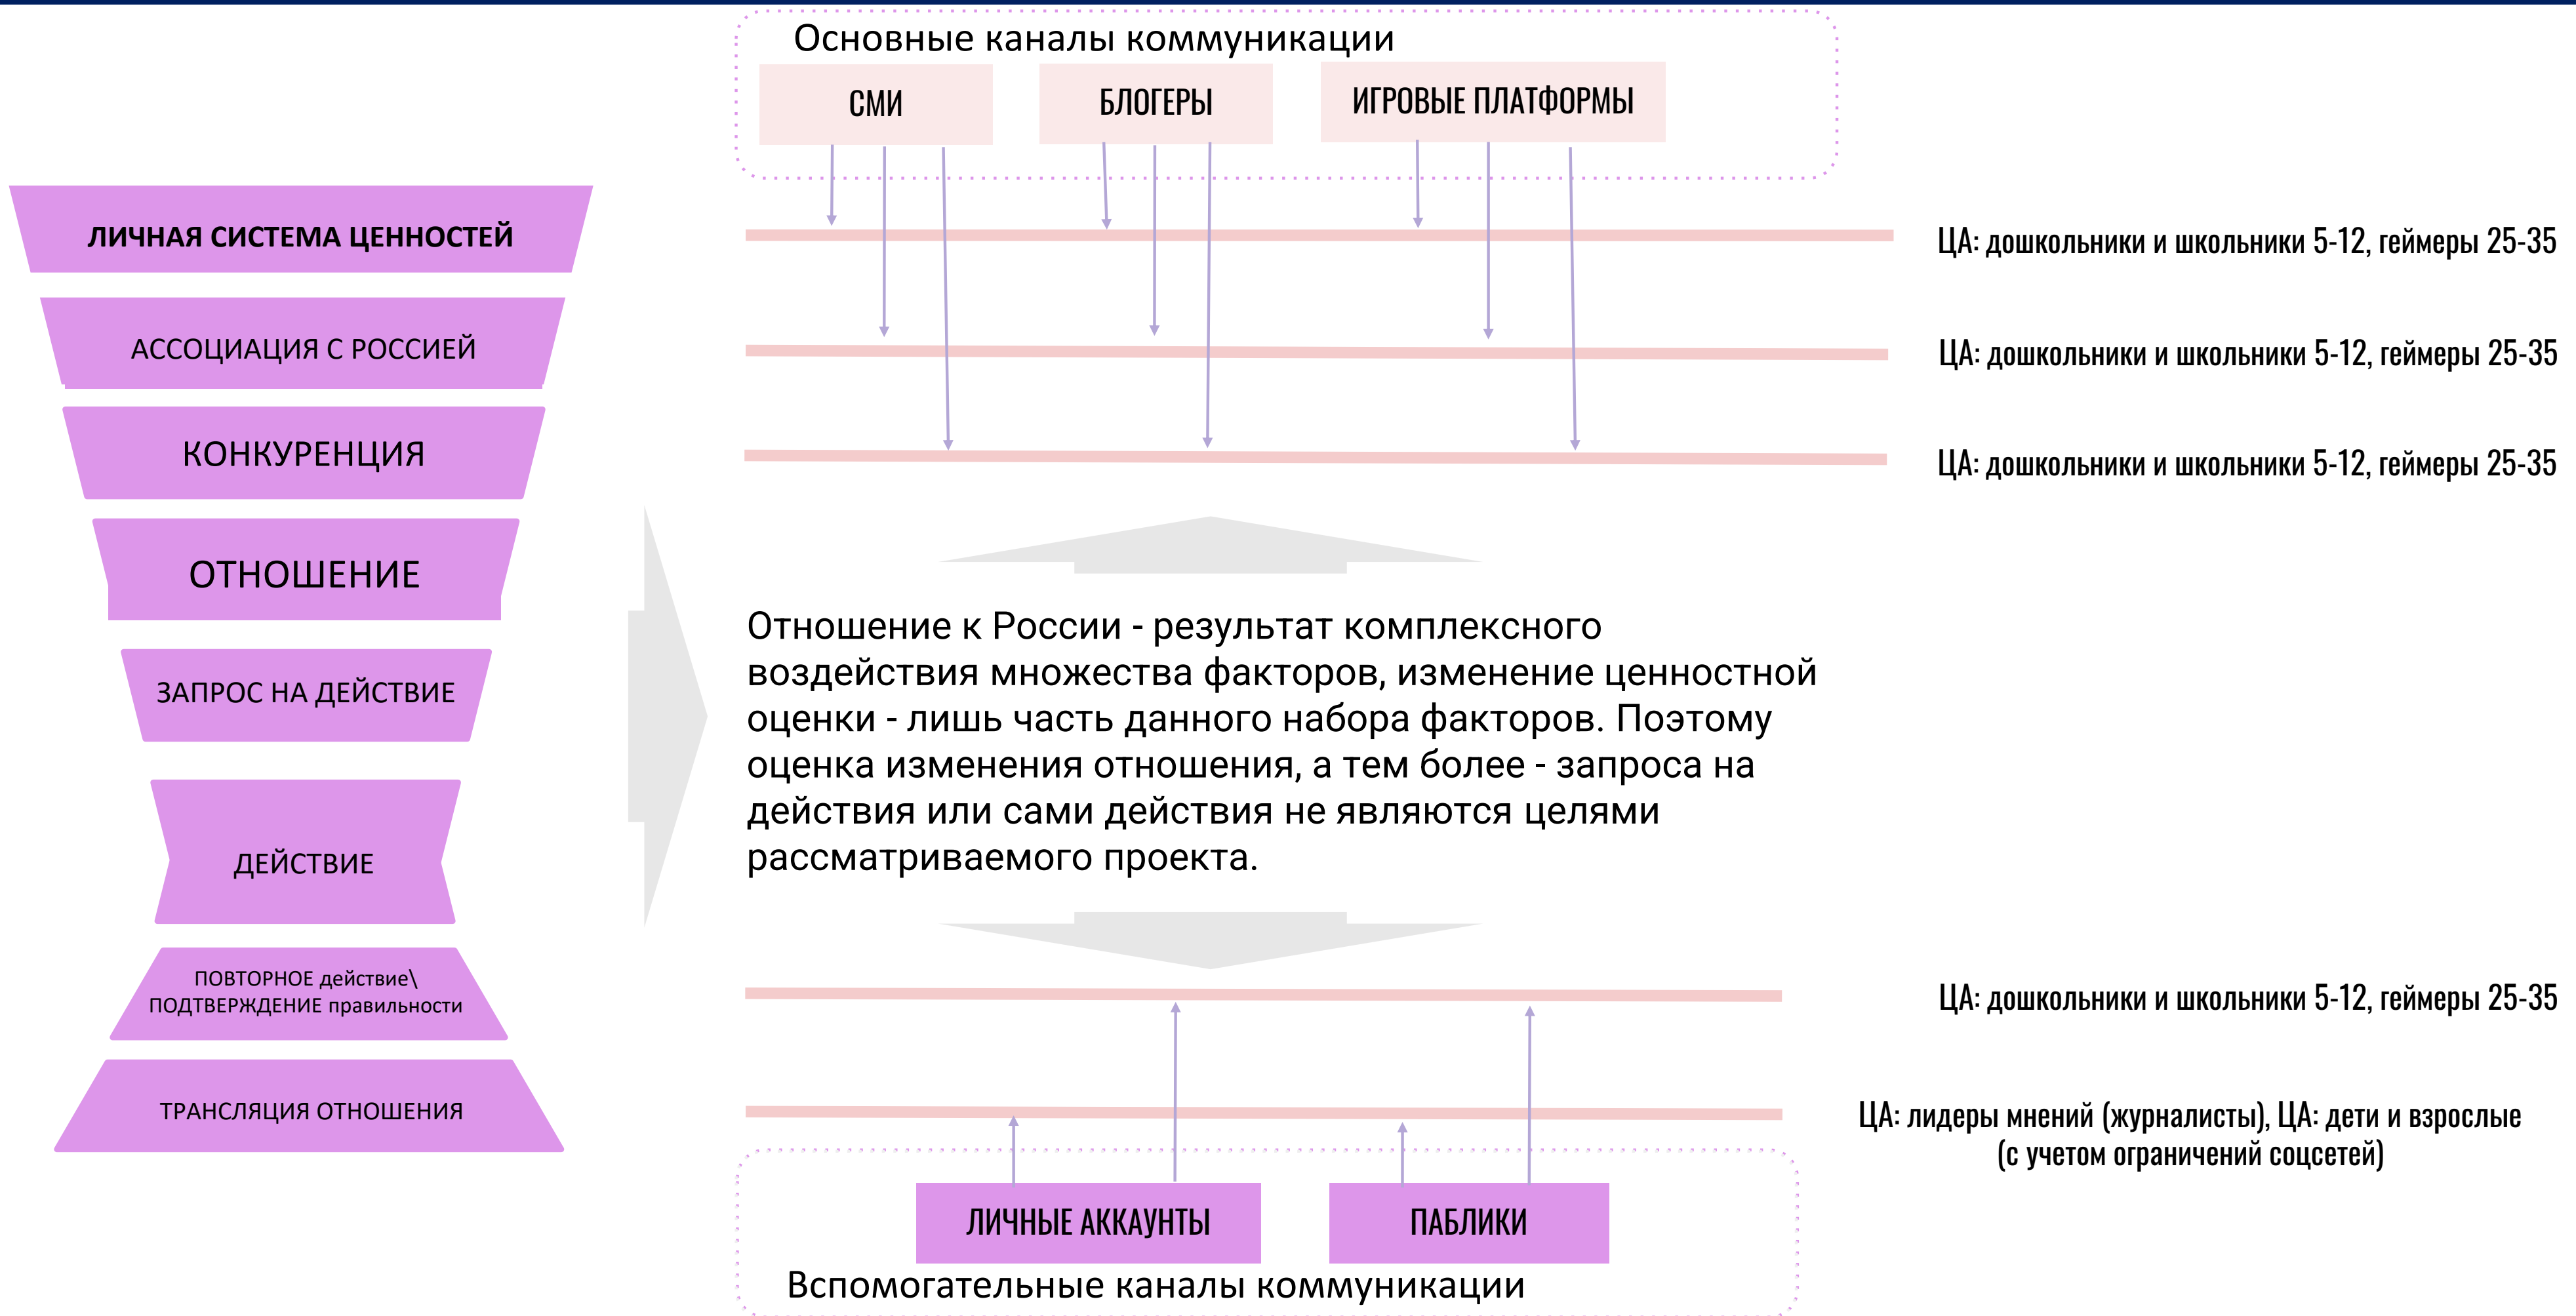 Основные каналы коммуникации
СМИ
БЛОГЕРЫ
ИГРОВЫЕ ПЛАТФОРМЫ
ЛИЧНАЯ СИСТЕМА ЦЕННОСТЕЙ
ЦА: дошкольники и школьники 5-12, геймеры 25-35
АССОЦИАЦИЯ С РОССИЕЙ
ЦА: дошкольники и школьники 5-12, геймеры 25-35
КОНКУРЕНЦИЯ
ЦА: дошкольники и школьники 5-12, геймеры 25-35
ОТНОШЕНИЕ
ЗАПРОС НА ДЕЙСТВИЕ
ДЕЙСТВИЕ
Отношение к России - результат комплексного
воздействия множества факторов, изменение ценностной
оценки - лишь часть данного набора факторов. Поэтому
оценка изменения отношения, а тем более - запроса на
действия или сами действия не являются целями
рассматриваемого проекта.
ПОВТОРНОЕ действие\
ПОДТВЕРЖДЕНИЕ правильности
ЦА: дошкольники и школьники 5-12, геймеры 25-35
ТРАНСЛЯЦИЯ ОТНОШЕНИЯ
ЦА: лидеры мнений (журналисты), ЦА: дети и взрослые
(с учетом ограничений соцсетей)
ЛИЧНЫЕ АККАУНТЫ
ПАБЛИКИ
Вспомогательные каналы коммуникации